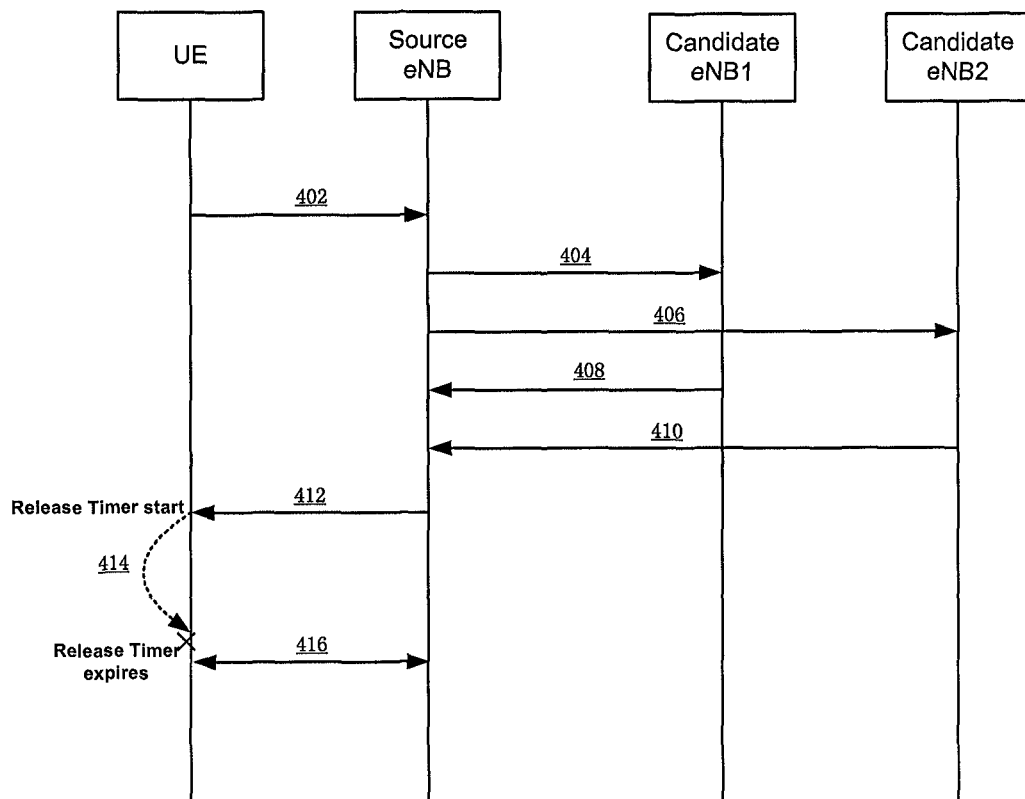 UE
Source
eNB
Candidate
eNB1
Candidate
eNB2
402
404
406
408
410
412
Release Timer start
414
416
Release Timer
expires